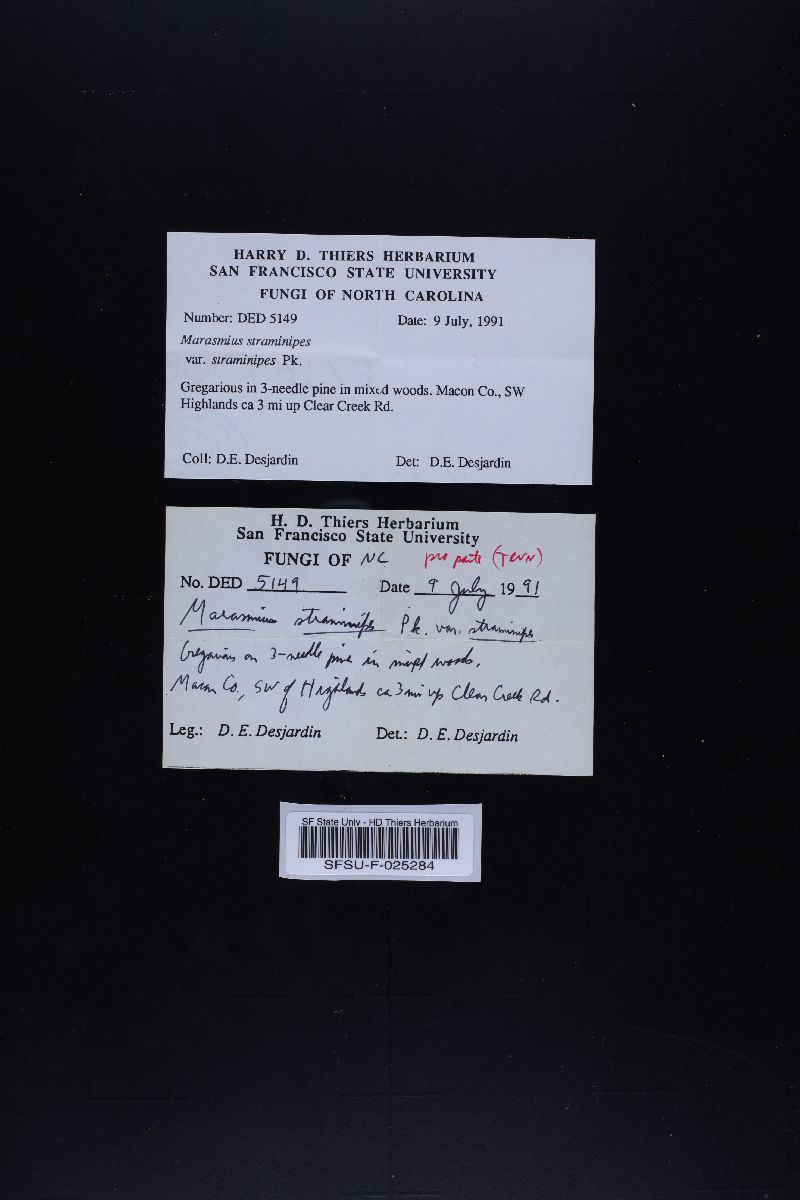 HARRY D. THIERS HERBARIUM
SAN FRANCISCO STATE UNIVERSITY
FUNGI OF NORTH CAROLINA
Number: DED 5149 Date: 9 July, 1991
Marasmius straminipes
var. straminipes Pk.
Gregarious in 3-needle pine in mixed woods. Macon Co., SW
Highlands ca 3 mi up Clear Creek Rd.
Coll: D.E. Desjardin Det: D.E. Desjardin
H. D. Thiers Herbarium
San Francisco State University
FUNGI OF NC pro parte (TENN)
No. DED 5149 Date 9 July 1991
Marasmius straminipes Pk. var. straminipes
Gregarious on 3-needle pine in mixed woods.
Macon Co., SW of Highlands ca 3 mi up Clear Creek Rd.
Leg.: D. E. Desjardin Det.: D. E. Desjardin
SF State Univ - HD Thiers Herbarium
SFSU-F-025284